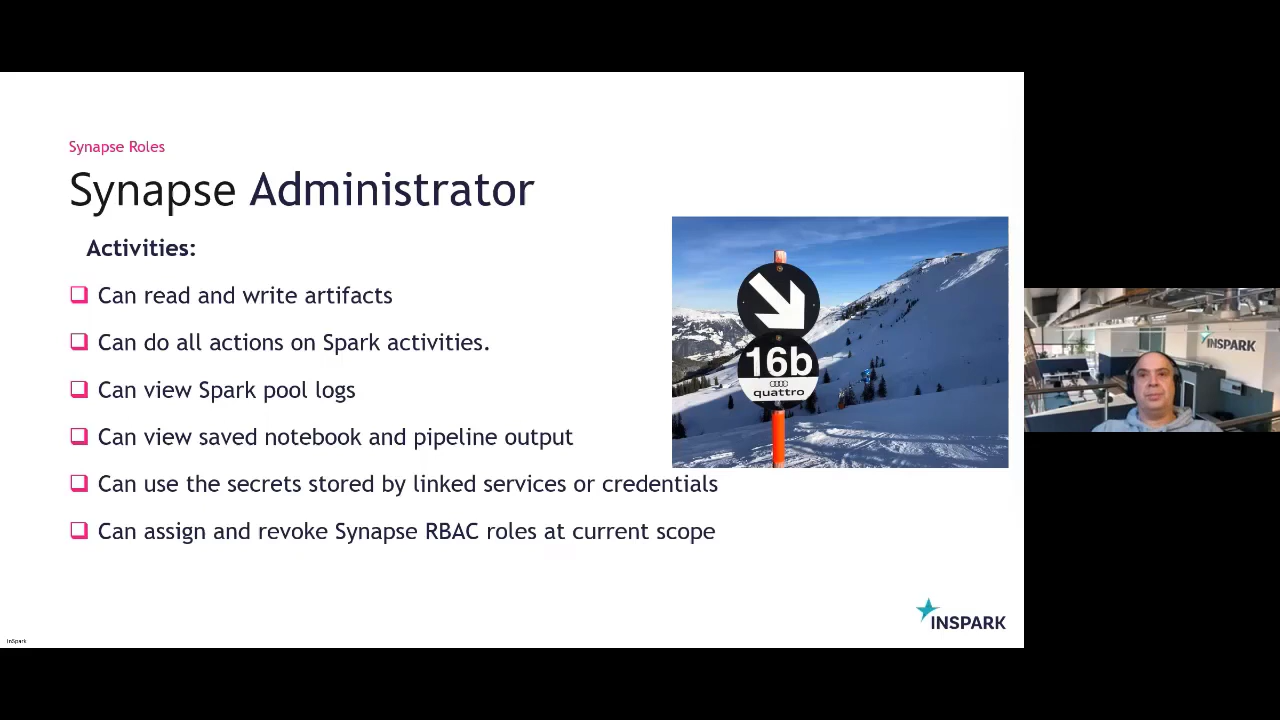 Synapse Roles
Synapse Administrator
Activities:
Can read and write artifacts
Can do all actions on Spark activities.
Can view Spark pool logs
Can view saved notebook and pipeline output
Can use the secrets stored by linked services or credentials
Can assign and revoke Synapse RBAC roles at current scope
16b
quattro
INSPARK
INSPARK
InSpark